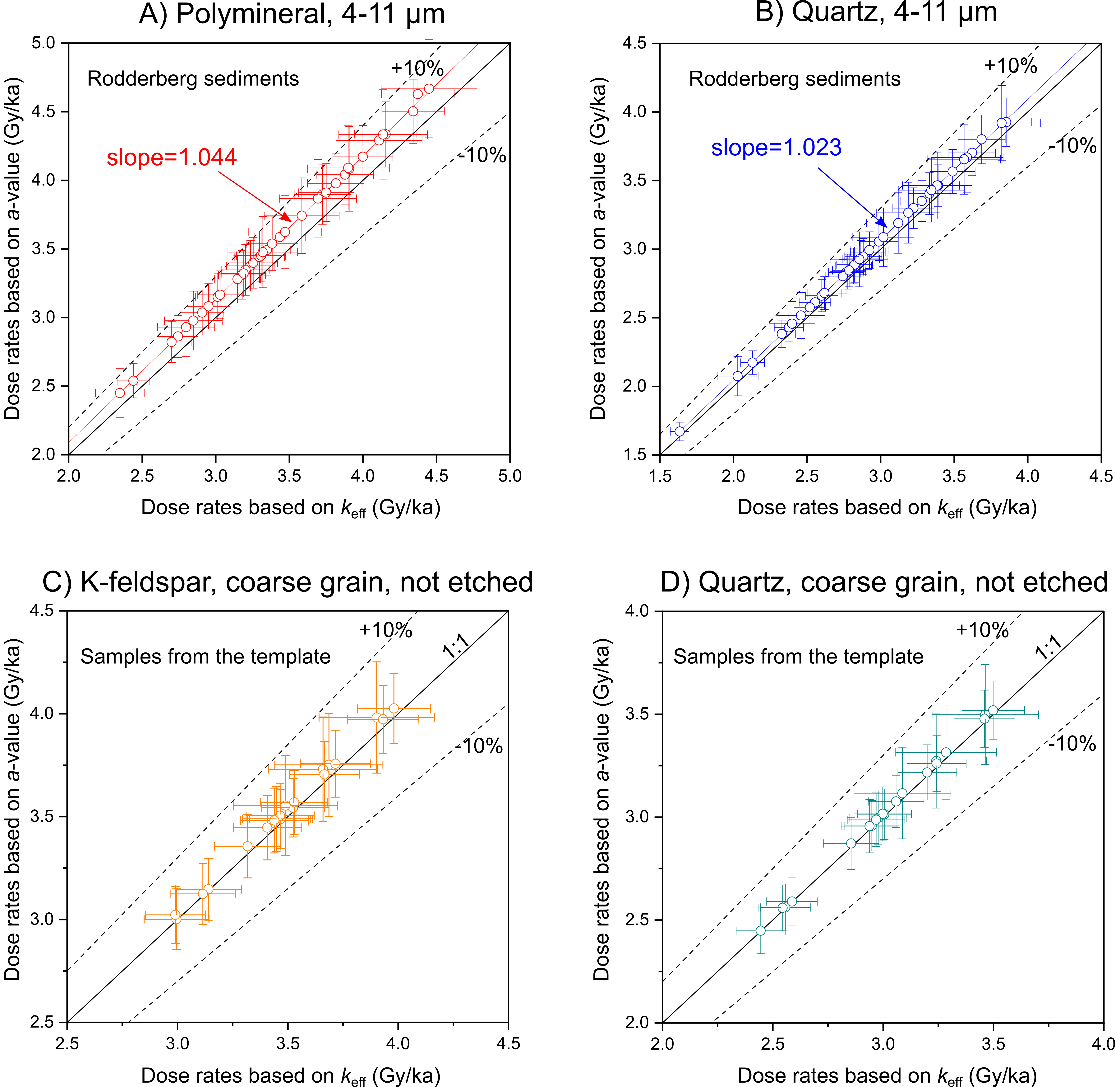 A) Polymineral, 4-11 µm
Dose rates based on a-value (Gy/ka)
5.0
4.5
4.0
3.5
3.0
2.5
2.0
Rodderberg sediments
+10%
-10%
slope=1.044
2.0 2.5 3.0 3.5 4.0 4.5 5.0
Dose rates based on keff (Gy/ka)
B) Quartz, 4-11 µm
Dose rates based on a-value (Gy/ka)
4.5
4.0
3.5
3.0
2.5
2.0
1.5
Rodderberg sediments
+10%
-10%
slope=1.023
1.5 2.0 2.5 3.0 3.5 4.0 4.5
Dose rates based on keff (Gy/ka)
C) K-feldspar, coarse grain, not etched
Dose rates based on a-value (Gy/ka)
4.5
4.0
3.5
3.0
2.5
Samples from the template
+10%
1:1
-10%
2.5 3.0 3.5 4.0 4.5
Dose rates based on keff (Gy/ka)
D) Quartz, coarse grain, not etched
Dose rates based on a-value (Gy/ka)
4.0
3.5
3.0
2.5
2.0
Samples from the template
+10%
1:1
-10%
2.0 2.5 3.0 3.5 4.0
Dose rates based on keff (Gy/ka)